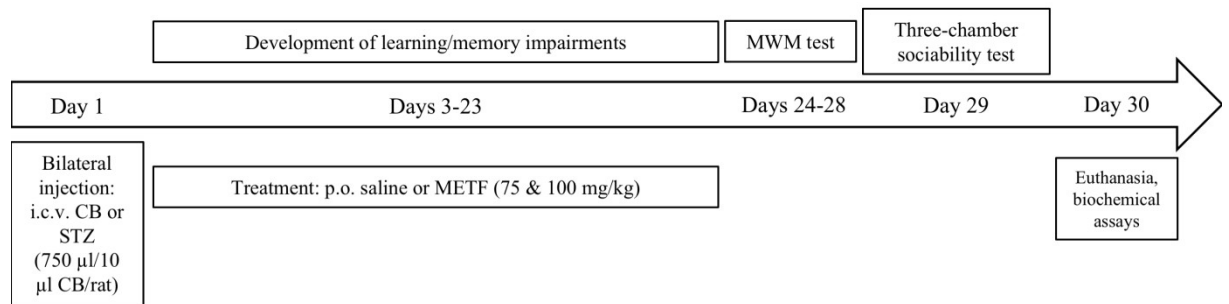 Development of learning/memory impairments
MWM test
Three-chamber
sociability test
Day 1
Days 3-23
Days 24-28
Day 29
Day 30
Bilateral
injection:
i.c.v. CB or
STZ
(750 µl/10
µl CB/rat)
Treatment: p.o. saline or METF (75 & 100 mg/kg)
Euthanasia,
biochemical
assays